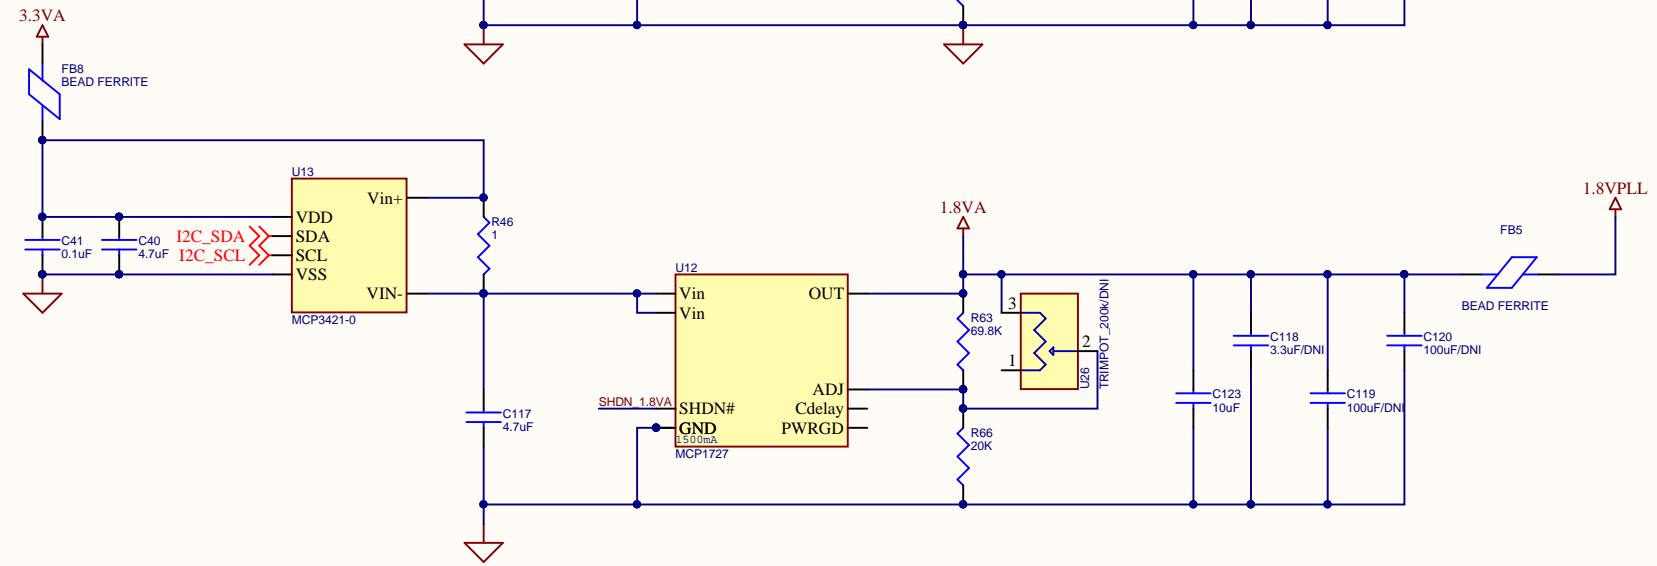 3.3VA
FB8
BEAD FERRITE
U13
Vin+
VDD
SDA
SCL
VSS
VIN-
MCP3421-0
I2C_SDA
I2C_SCL
C41
0.1uF
C40
4.7uF
R46
1
U12
Vin
Vin
OUT
ADJ
SHDN#
Cdelay
GND
PWRGD
1500mA
MCP1727
SHDN_1.8VA
C117
4.7uF
1.8VA
R63
69.8K
R66
20K
3
2
1
U26
TRIMPOT_200k/DNI
C123
10uF
C118
3.3uF/DNI
C119
100uF/DNI
C120
100uF/DNI
FB5
BEAD FERRITE
1.8VPLL